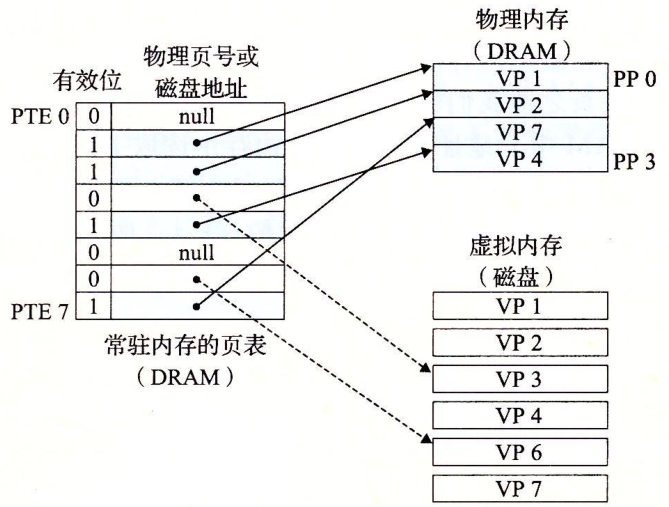 物理页号或
磁盘地址
有效位
PTE 0
0
null
1
1
0
1
0
null
0
PTE 7
1
常驻内存的页表
（DRAM）
物理内存
（DRAM）
VP 1
PP 0
VP 2
VP 7
VP 4
PP 3
虚拟内存
（磁盘）
VP 1
VP 2
VP 3
VP 4
VP 6
VP 7